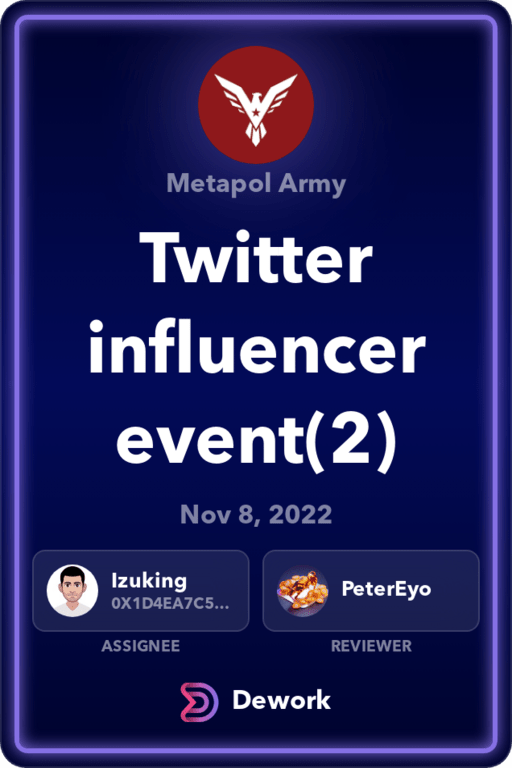 Metapol Army
Twitter
influencer
event(2)
Nov 8, 2022
Izuking
0X1D4EA7C5...
ASSIGNEE
PeterEyo
REVIEWER
Dework